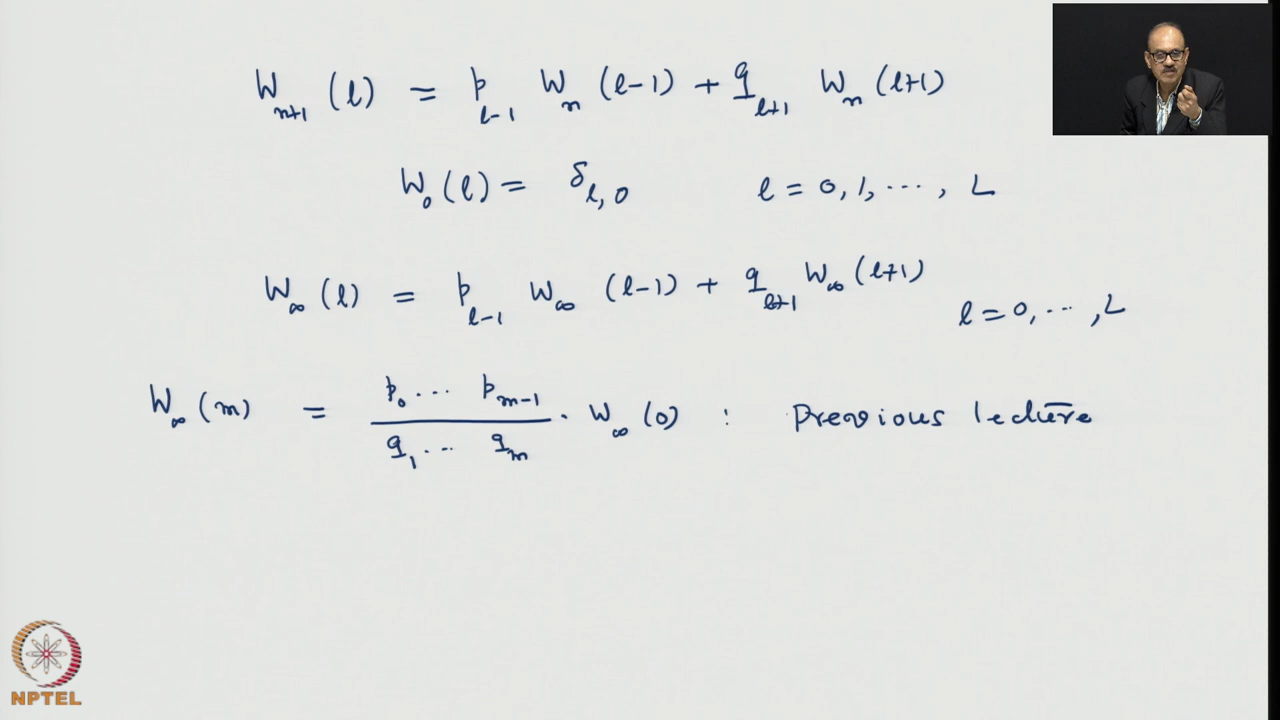 W_{n+1} (l) = p_{l-1} W_n (l-1) + q_{l+1} W_n (l+1)
W_0 (l) = δ_{l,0} l = 0, 1, ..., L
W_∞ (l) = p_{l-1} W_∞ (l-1) + q_{l+1} W_∞ (l+1) l = 0, ..., L
W_∞ (m) = \frac{p_0 ... p_{m-1}}{q_1 ... q_m} . W_∞ (0) : Previous lecture
NPTEL